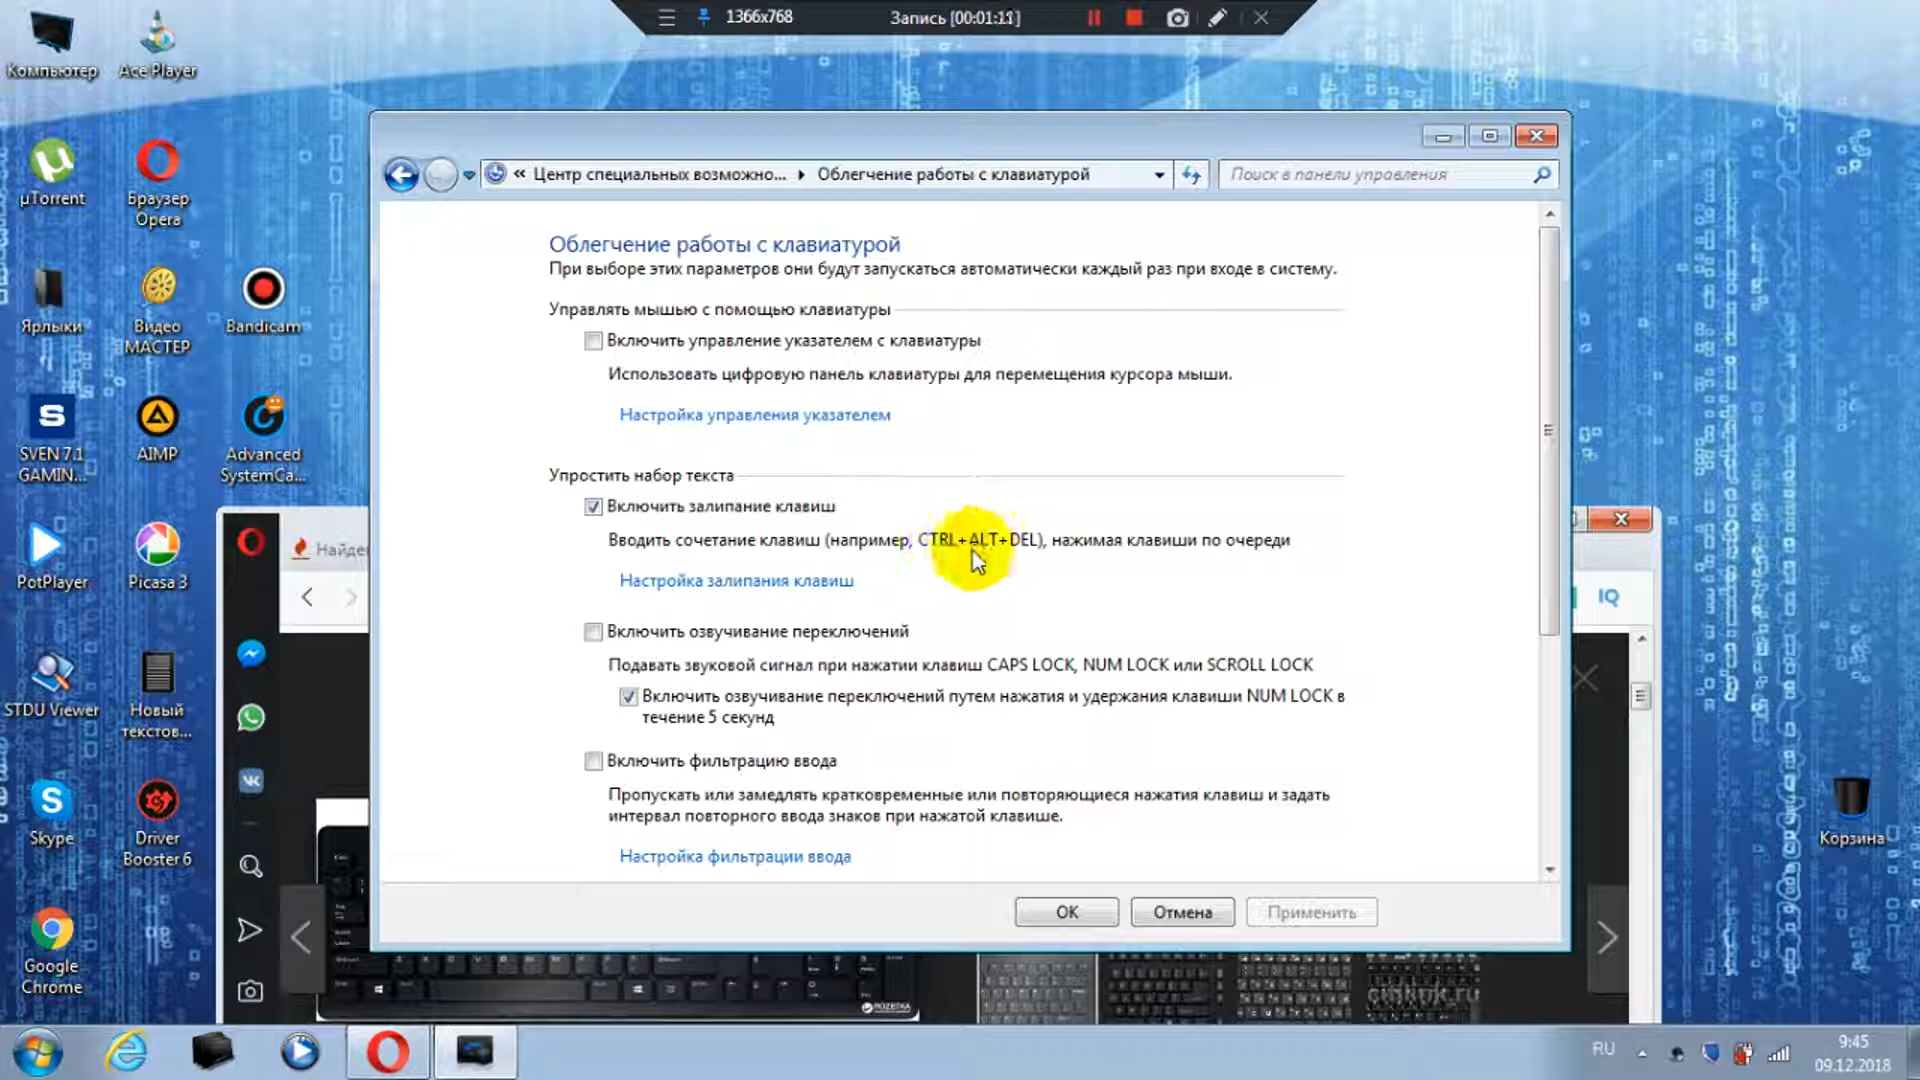 1366x768
Запись [00:01:11]
Компьютер
Ace Player
µTorrent
Браузер
Opera
Ярлыки
Видео
МАСТЕР
Bandicam
S
SVEN 7.1
GAMIN...
AIMP
Advanced
SystemCa...
PotPlayer
Picasa 3
STDU Viewer
Новый
текстов...
Skype
Driver
Booster 6
Google
Chrome
Корзина
« Центр специальных возможно...
Облегчение работы с клавиатурой
Поиск в панели управления
Облегчение работы с клавиатурой
При выборе этих параметров они будут запускаться автоматически каждый раз при входе в систему.
Управлять мышью с помощью клавиатуры
Включить управление указателем с клавиатуры
Использовать цифровую панель клавиатуры для перемещения курсора мыши.
Настройка управления указателем
Упростить набор текста
Включить залипание клавиш
Вводить сочетание клавиш (например, CTRL+ALT+DEL), нажимая клавиши по очереди
Настройка залипания клавиш
Включить озвучивание переключений
Подавать звуковой сигнал при нажатии клавиш CAPS LOCK, NUM LOCK или SCROLL LOCK
Включить озвучивание переключений путем нажатия и удержания клавиши NUM LOCK в
течение 5 секунд
Включить фильтрацию ввода
Пропускать или замедлять кратковременные или повторяющиеся нажатия клавиш и задать
интервал повторного ввода знаков при нажатой клавише.
Настройка фильтрации ввода
ОК
Отмена
Применить
Найде
IQ
ROZETKA
RU
9:45
09.12.2018